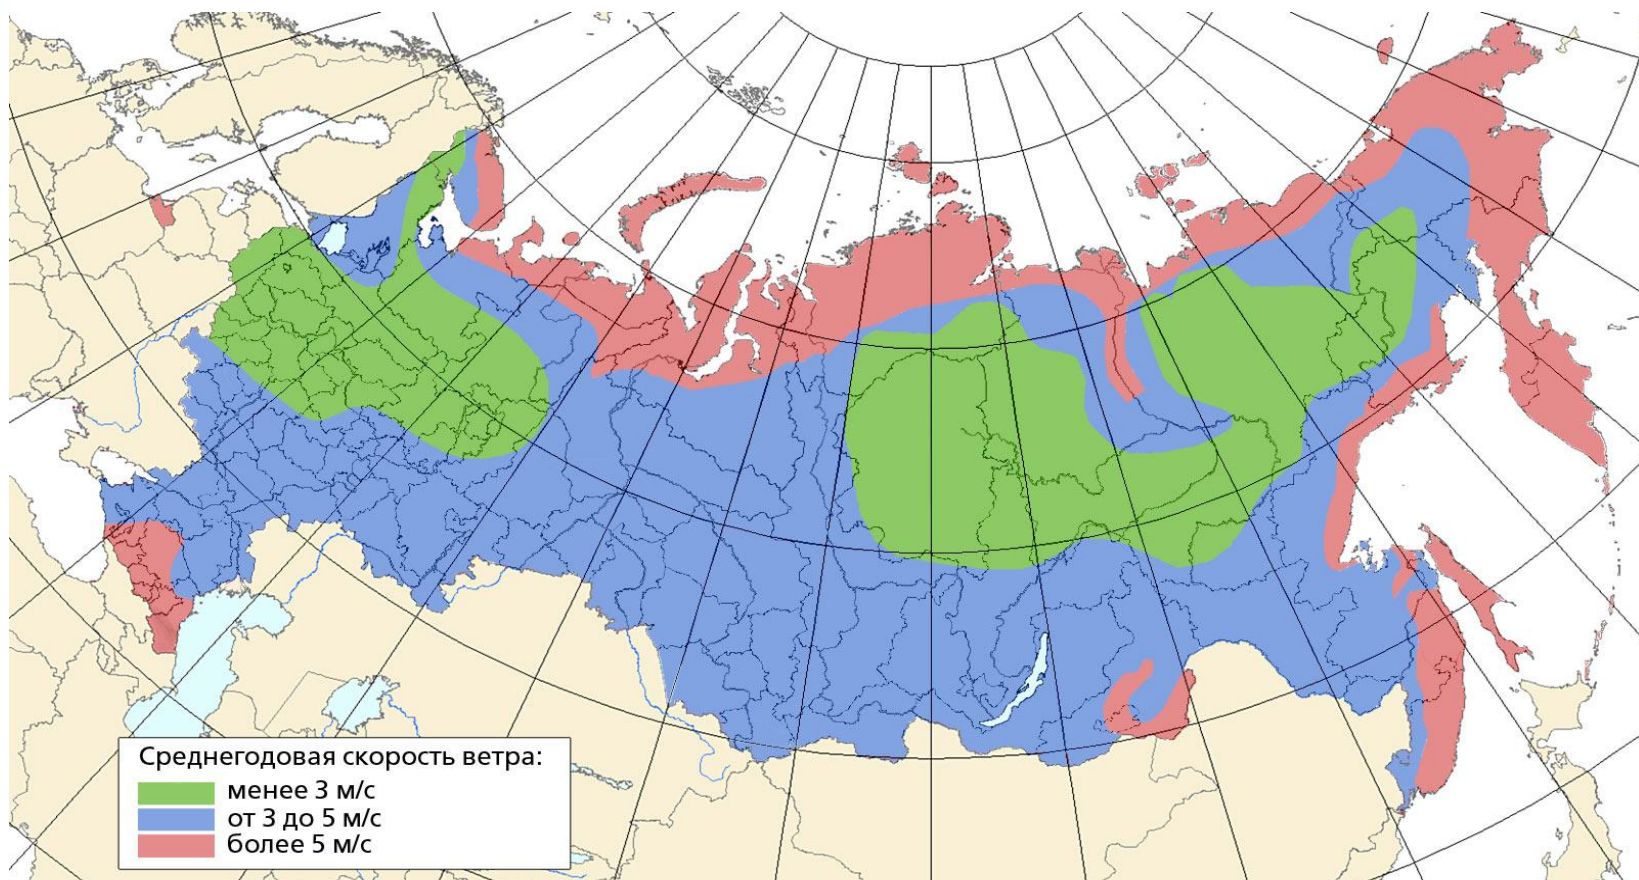 Среднегодовая скорость ветра:
менее 3 м/с
от 3 до 5 м/с
более 5 м/с